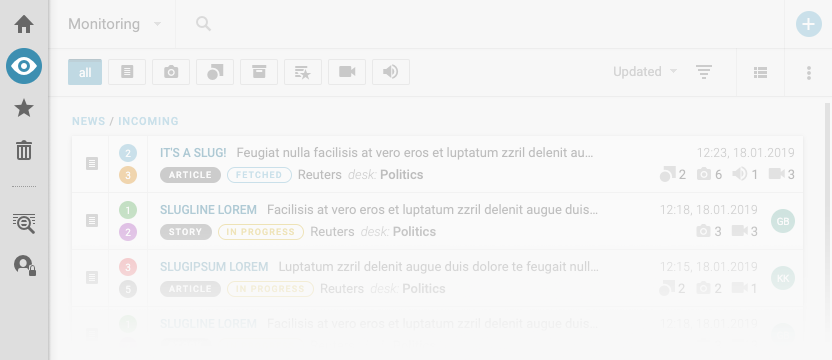 Monitoring
all
Updated
NEWS / INCOMING
2 IT'S A SLUG! Feugiat nulla facilisis at vero eros et luptatum zzril delenit au... 12:23, 18.01.2019
3 ARTICLE FETCHED Reuters desk: Politics 2 6 1 3
1 SLUGLINE LOREM Facilisis at vero eros et luptatum zzril delenit augue duis... 12:18, 18.01.2019
GB
2 STORY IN PROGRESS Reuters desk: Politics 3 3
3 SLUGIPSUM LOREM Luptatum zzril delenit augue duis dolore te feugait null... 12:15, 18.01.2019
KK
5 ARTICLE IN PROGRESS Reuters desk: Politics 2 2 1
SLUGLINE LOREM Facilisis at vero eros et luptatum zzril delenit augue duis...